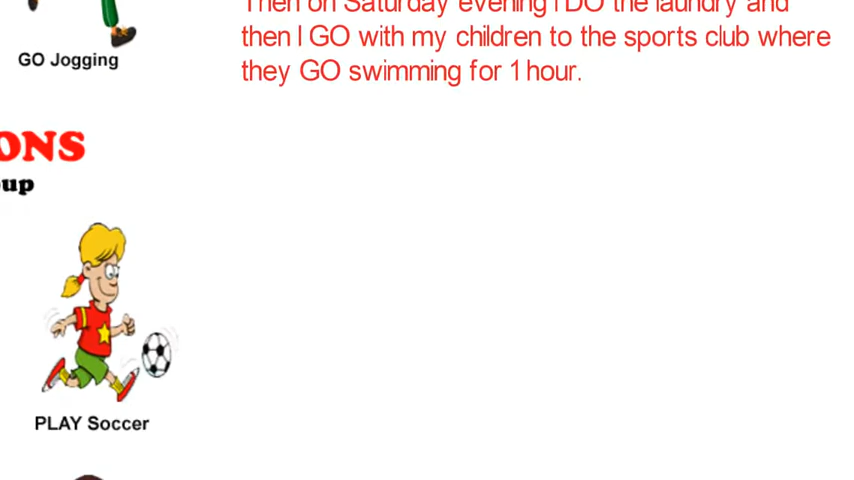 Then on Saturday evening I DO the laundry and
then I GO with my children to the sports club where
they GO swimming for 1 hour.
GO Jogging
ONS
oup
PLAY Soccer